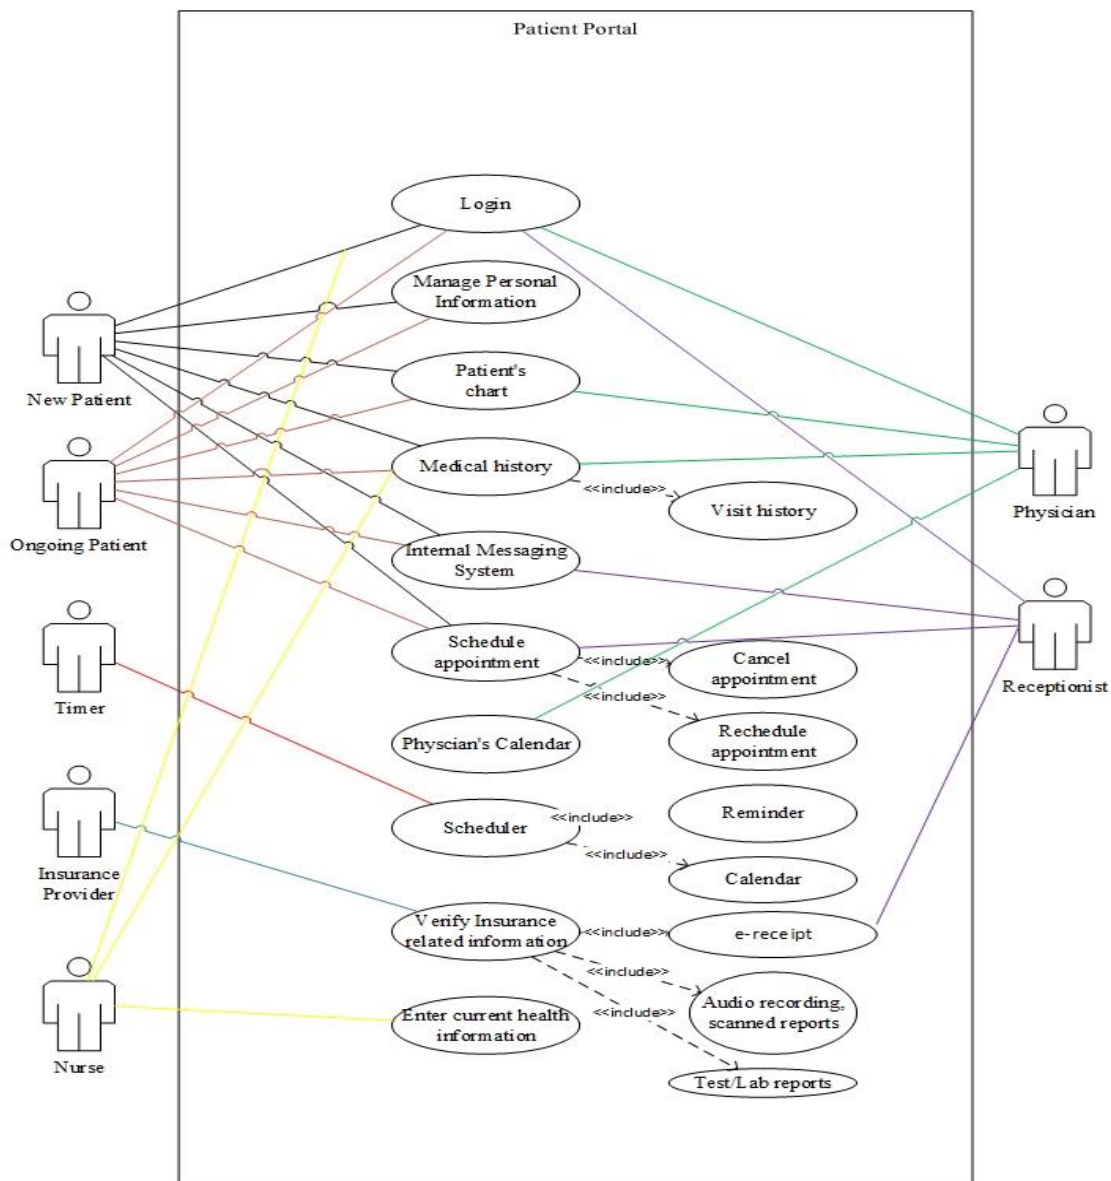 Patient Portal
Login
Manage Personal
Information
New Patient
Patient's
chart
Medical history
<<include>>
Visit history
Physician
Ongoing Patient
Internal Messaging
System
Schedule
appointment
<<include>>
Cancel
appointment
<<include>>
Receptionist
Timer
Physcian's Calendar
Rechedule
appointment
Scheduler
<<include>>
Reminder
<<include>>
Calendar
Insurance
Provider
Verify Insurance
related information
<<include>>
e-receipt
<<include>>
Audio recording,
scanned reports
<<include>>
Enter current health
information
Nurse
Test/Lab reports